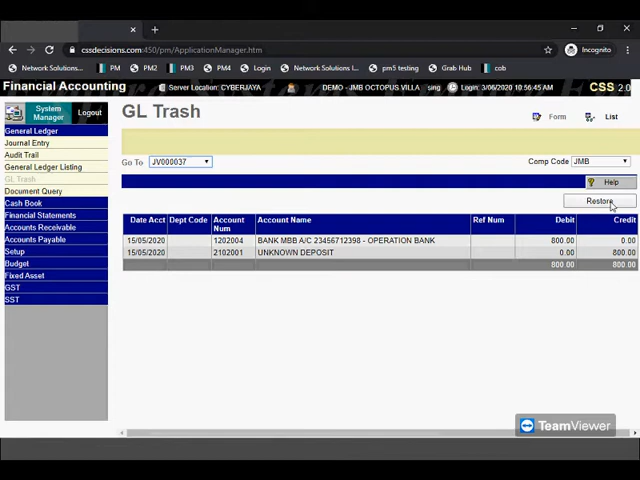 cssdecisions.com:450/pm/ApplicationManager.htm
Incognito
Network Solutions... PM PM2 PM3 Network Solutions I... PM4 Login pm5 testing Grab Hub cob
Financial Accounting Server Location: CYBERJAYA DEMO - JMB OCTOPUS VILLA sing Login: 3/06/2020 10:56:45 AM CSS 2.0
System Manager Logout
GL Trash
Form List
General Ledger
Journal Entry
Audit Trail
General Ledger Listing
GL Trash
Document Query
Cash Book
Financial Statements
Accounts Receivable
Accounts Payable
Setup
Budget
Fixed Asset
GST
SST
Go To JV000037 Comp Code JMB
Help
Restore
Date Acct Dept Code Account Num Account Name Ref Num Debit Credit
15/05/2020 1202004 BANK MBB A/C 23456712398 - OPERATION BANK 800.00 0.00
15/05/2020 2102001 UNKNOWN DEPOSIT 0.00 800.00
800.00 800.00
TeamViewer